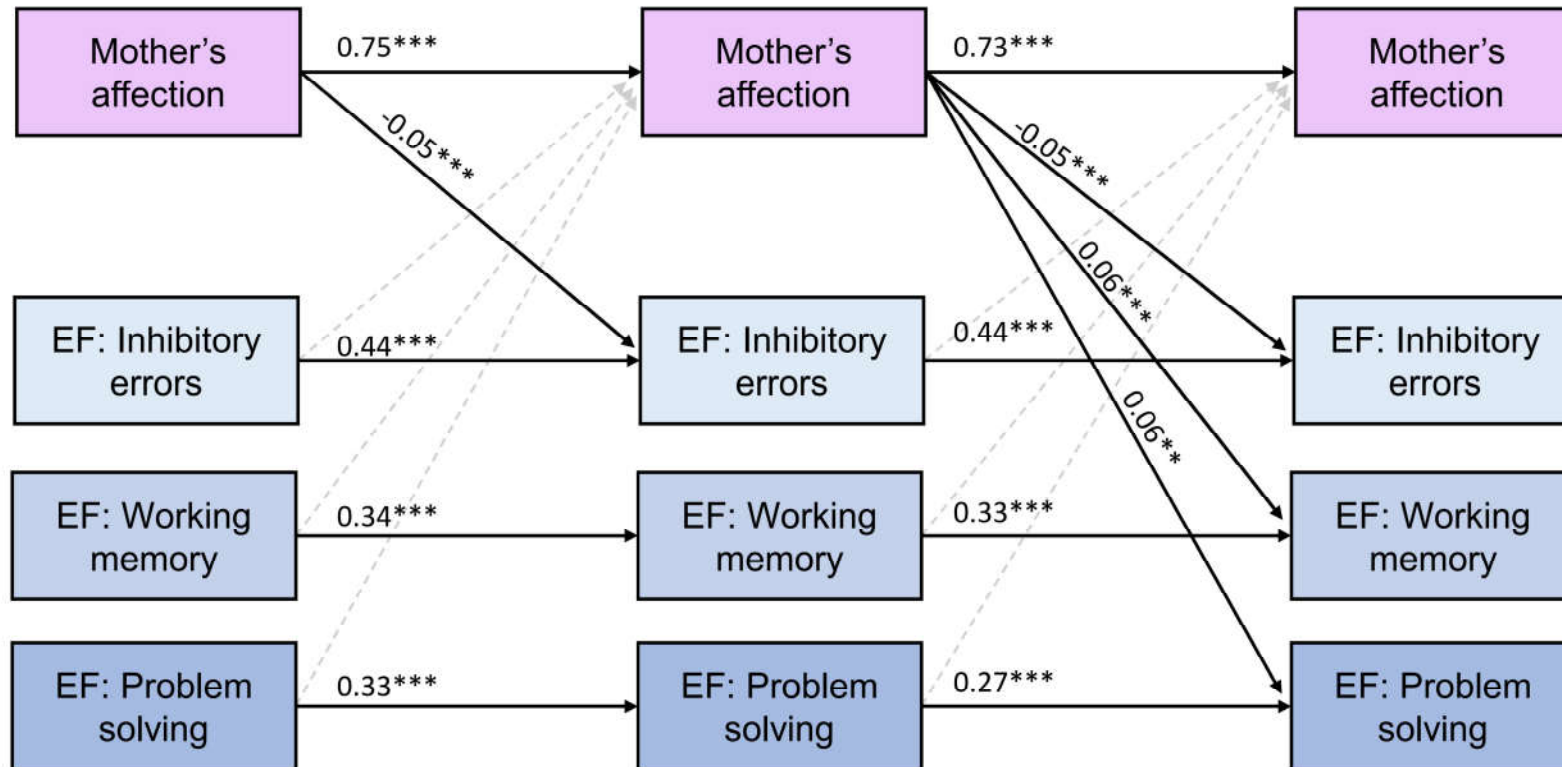 Mother's
affection
0.75***
Mother's
affection
0.73***
Mother's
affection
-0.05***
-0.05***
0.06***
0.06**
EF: Inhibitory
errors
0.44***
EF: Inhibitory
errors
0.44***
EF: Inhibitory
errors
EF: Working
memory
0.34***
EF: Working
memory
0.33***
EF: Working
memory
EF: Problem
solving
0.33***
EF: Problem
solving
0.27***
EF: Problem
solving